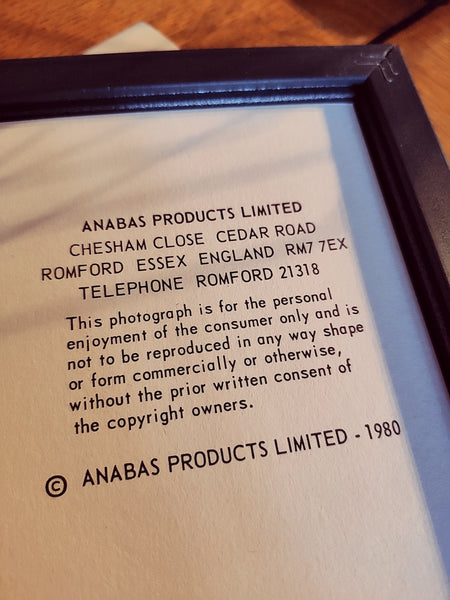 ANABAS PRODUCTS LIMITED
CHESHAM CLOSE CEDAR ROAD
ROMFORD ESSEX ENGLAND RM7 7EX
TELEPHONE ROMFORD 21318
This photograph is for the personal
enjoyment of the consumer only and is
not to be reproduced in any way shape
or form commercially or otherwise,
without the prior written consent of
the copyright owners.
© ANABAS PRODUCTS LIMITED - 1980